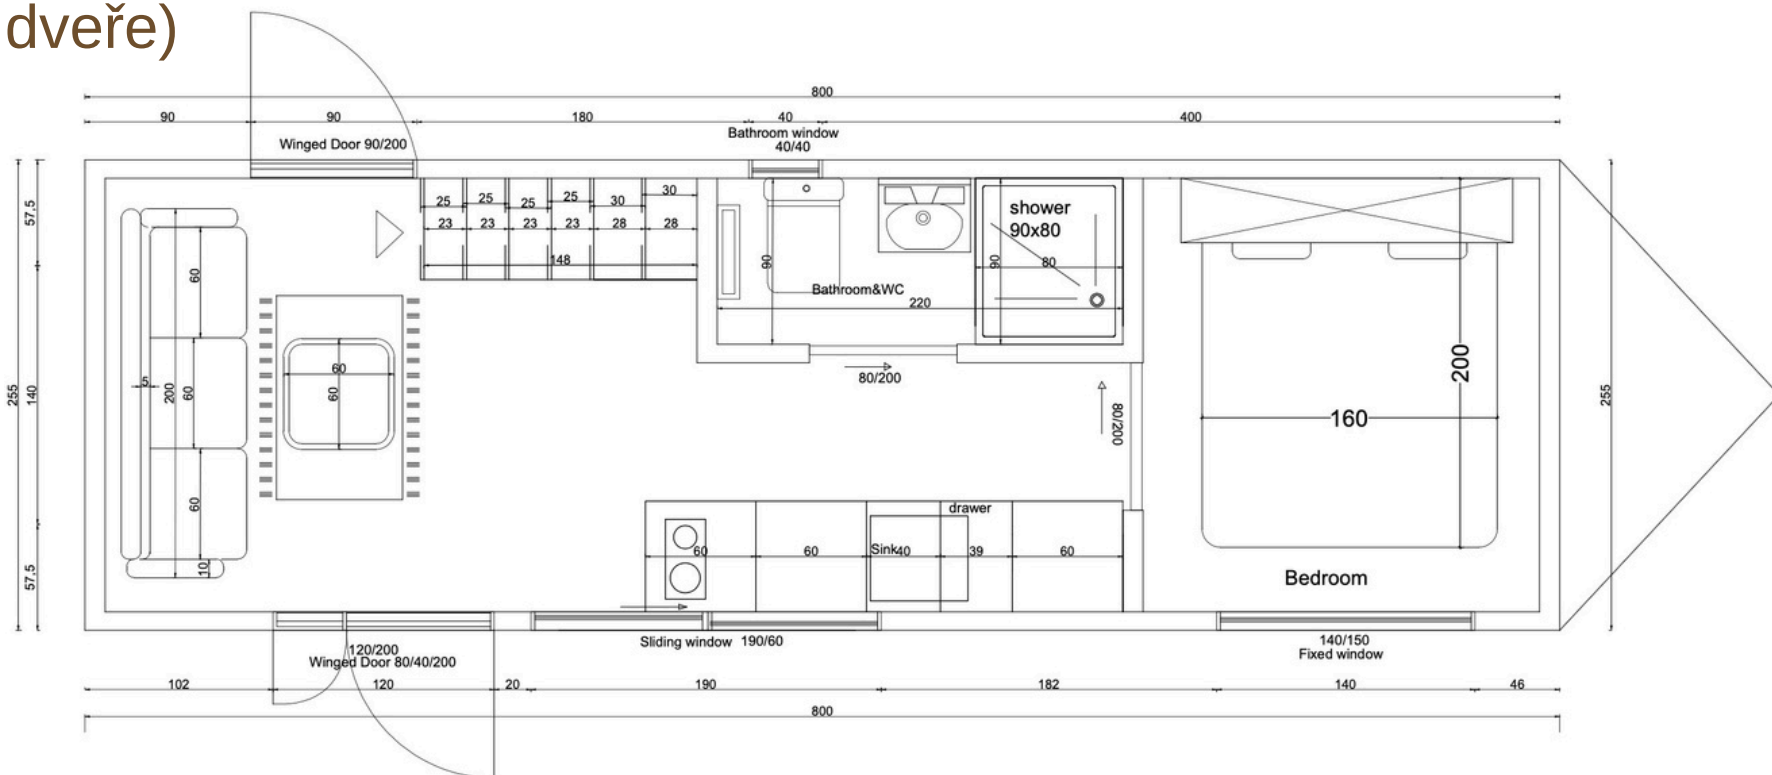 dveře)
800
90 90 180 40 400
Bathroom window
40/40
Winged Door 90/200
25 25 25 25 30 30
23 23 23 23 28 28
148
shower
90x80
90
90
80
Bathroom&WC
220
80/200
80/200
57,5
140
57,5
255
60
60
60
5
200
10
60
60
160
200
255
drawer
60 60 Sink 40 39 60
Bedroom
120/200
Winged Door 80/40/200
Sliding window 190/60
140/150
Fixed window
102 120 20 190 182 140 46
800